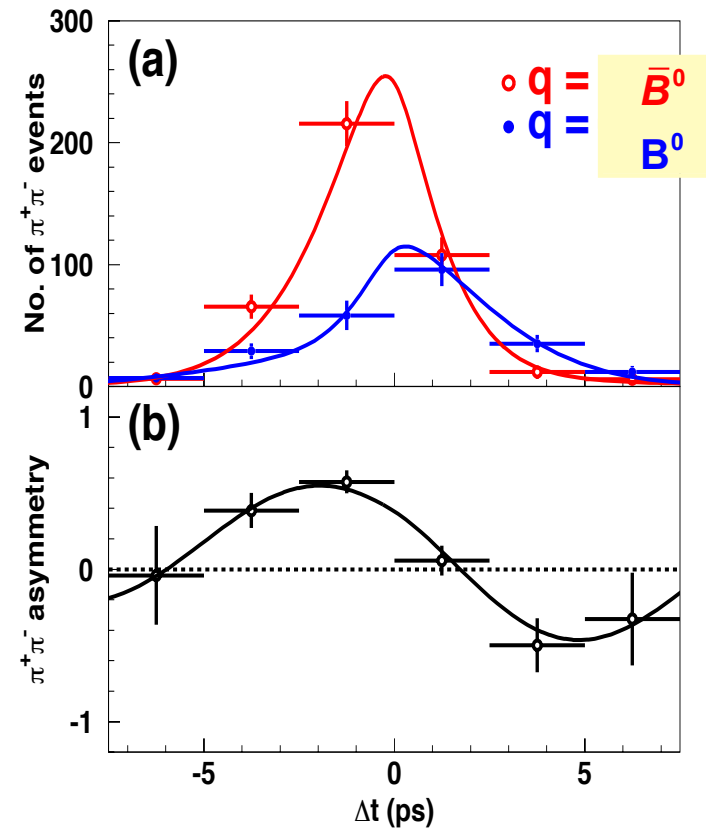 300
(a)
q = B̅⁰
q = B⁰
200
100
0
No. of π⁺π⁻ events
1
(b)
0
-1
π⁺π⁻ asymmetry
-5
0
5
Δt (ps)